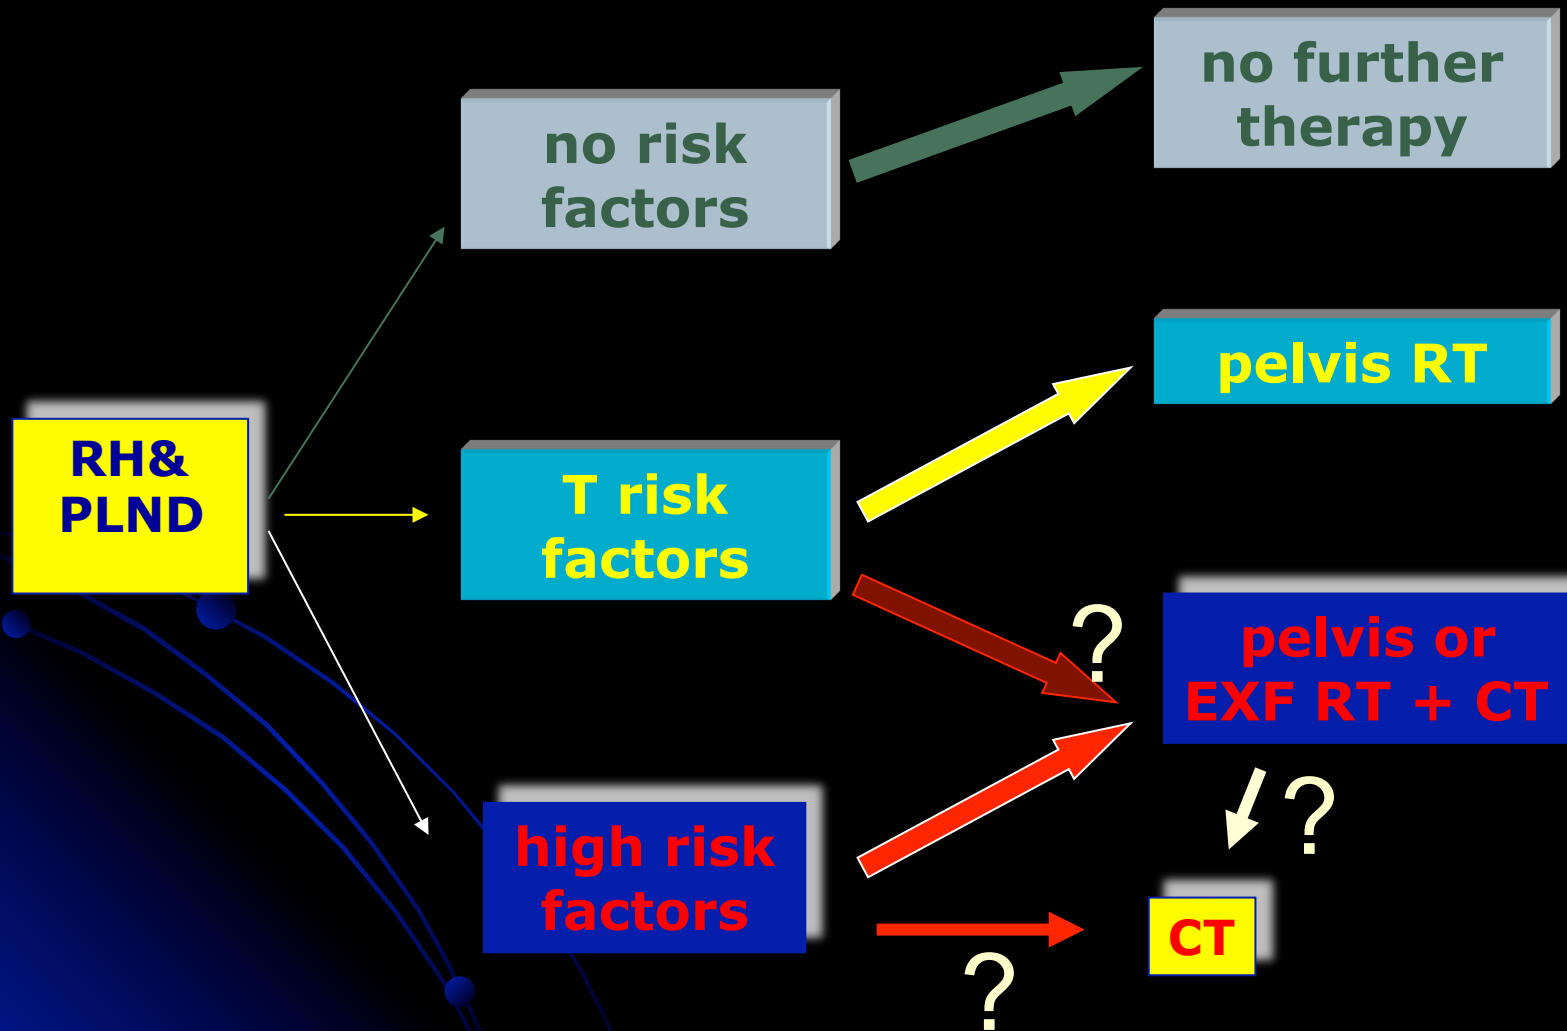 no further
therapy
no risk
factors
pelvis RT
RH&
PLND
T risk
factors
?
pelvis or
EXF RT + CT
?
high risk
factors
CT
?